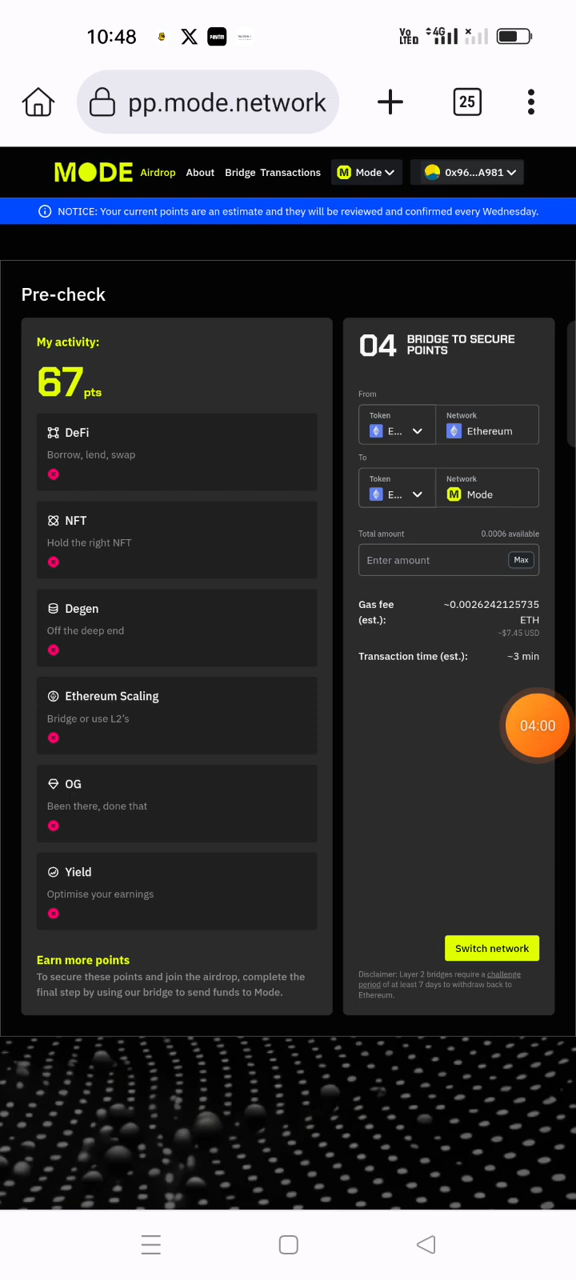 10:48
Vo LTED 4G
pp.mode.network
25
MODE Airdrop About Bridge Transactions Mode 0x96...A981
NOTICE: Your current points are an estimate and they will be reviewed and confirmed every Wednesday.
Pre-check
My activity:
67 pts
DeFi
Borrow, lend, swap
NFT
Hold the right NFT
Degen
Off the deep end
Ethereum Scaling
Bridge or use L2's
OG
Been there, done that
Yield
Optimise your earnings
Earn more points
To secure these points and join the airdrop, complete the
final step by using our bridge to send funds to Mode.
04 BRIDGE TO SECURE
POINTS
From
Token Network
E... Ethereum
To
Token Network
E... Mode
Total amount 0.0006 available
Enter amount Max
Gas fee ~0.0026242125735
(est.): ETH
~$7.45 USD
Transaction time (est.): ~3 min
04:00
Switch network
Disclaimer: Layer 2 bridges require a challenge
period of at least 7 days to withdraw back to
Ethereum.